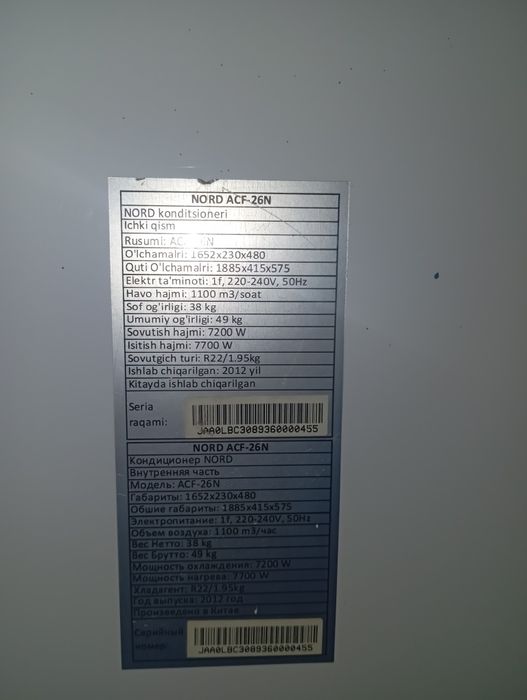 NORD ACF-26N
NORD konditsioneri
Ichki qism
Rusumi: AC 6N
O'lchamalri: 1652x230x480
Quti O'lchamalri: 1885x415x575
Elektr ta'minoti: 1f, 220-240V, 50Hz
Havo hajmi: 1100 m3/soat
Sof og'irligi: 38 kg
Umumiy og'irligi: 49 kg
Sovutish hajmi: 7200 W
Isitish hajmi: 7700 W
Sovutgich turi: R22/1.95kg
Ishlab chiqarilgan: 2012 yil
Kitayda ishlab chiqarilgan
Seria
raqami:
JAA0LBC3089360000455
NORD ACF-26N
Кондиционер NORD
Внутренняя часть
Модель: ACF-26N
Габариты: 1652x230x480
Обшие габариты: 1885x415x575
Электропитание: 1f, 220-240V, 50Hz
Объем воздуха: 1100 m3/час
Вес Нетто: 38 kg
Вес Брутто: 49 kg
Мощность охлаждения: 7200 W
Мощность нагрева: 7700 W
Хладагент: R22/1.95kg
Год выпуска: 2012 год
Произведено в Китае
Серийный
номер:
JAA0LBC3089360000455